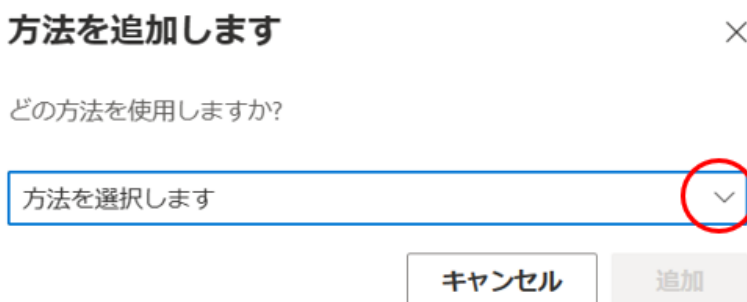 方法を追加します
どの方法を使用しますか?
方法を選択します
キャンセル
追加